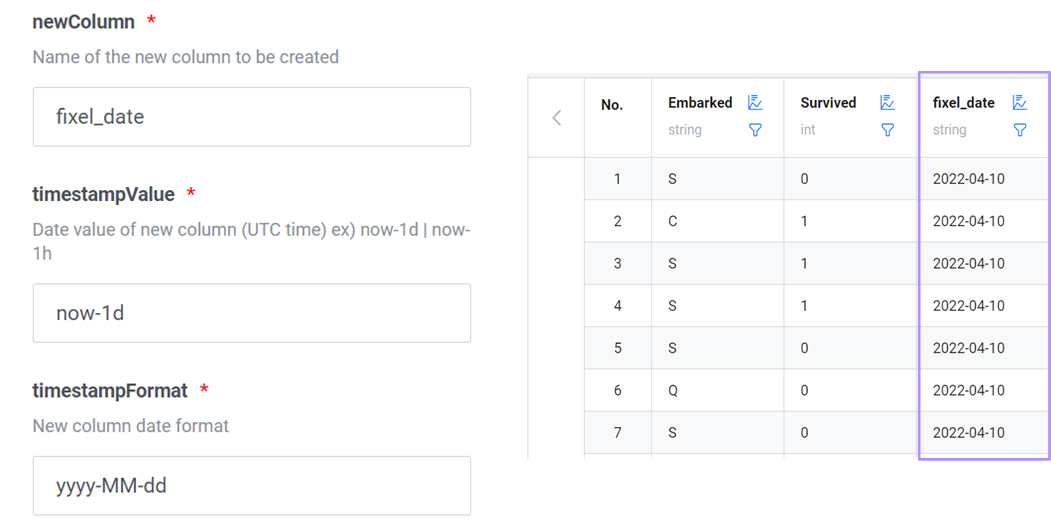 newColumn *
Name of the new column to be created
fixel_date
timestampValue *
Date value of new column (UTC time) ex) now-1d | now-
1h
now-1d
timestampFormat *
New column date format
yyyy-MM-dd
No. Embarked Survived fixel_date
string int string
1 S 0 2022-04-10
2 C 1 2022-04-10
3 S 1 2022-04-10
4 S 1 2022-04-10
5 S 0 2022-04-10
6 Q 0 2022-04-10
7 S 0 2022-04-10